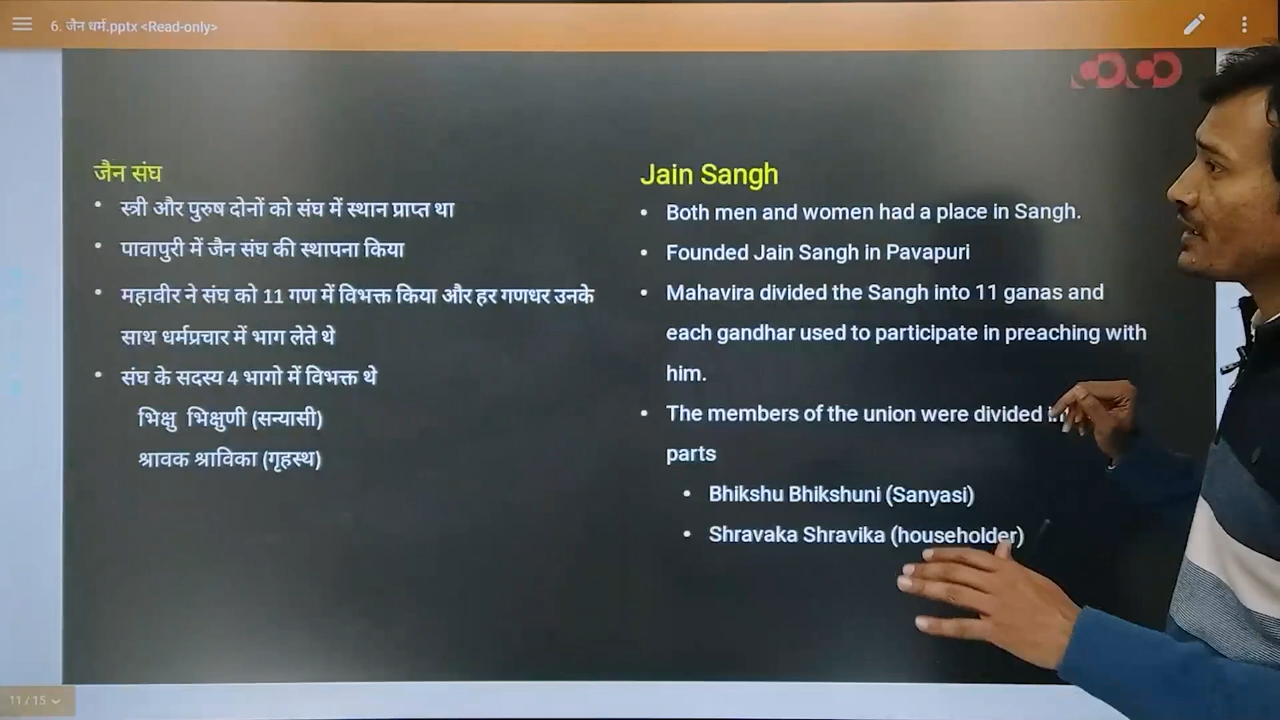 6. जैन धर्म.pptx <Read-only>
जैन संघ
• स्त्री और पुरुष दोनों को संघ में स्थान प्राप्त था
• पावापुरी में जैन संघ की स्थापना किया
• महावीर ने संघ को 11 गण में विभक्त किया और हर गणधर उनके
साथ धर्मप्रचार में भाग लेते थे
• संघ के सदस्य 4 भागो में विभक्त थे
भिक्षु भिक्षुणी (सन्यासी)
श्रावक श्राविका (गृहस्थ)
Jain Sangh
• Both men and women had a place in Sangh.
• Founded Jain Sangh in Pavapuri
• Mahavira divided the Sangh into 11 ganas and
each gandhar used to participate in preaching with
him.
• The members of the union were divided
parts
• Bhikshu Bhikshuni (Sanyasi)
• Shravaka Shravika (householder)
11 / 15